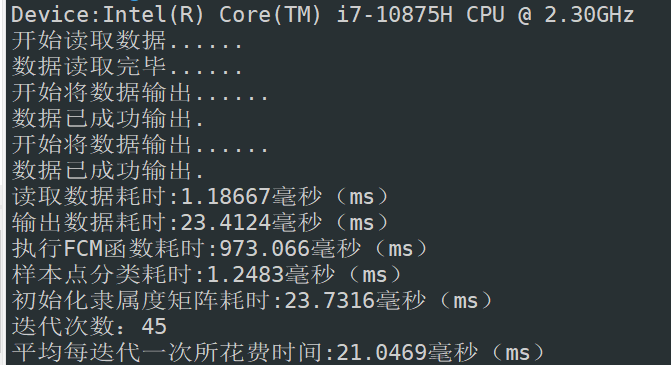 Device:Intel(R) Core(TM) i7-10875H CPU @ 2.30GHz
开始读取数据......
数据读取完毕......
开始将数据输出......
数据已成功输出.
开始将数据输出......
数据已成功输出.
读取数据耗时:1.18667毫秒（ms）
输出数据耗时:23.4124毫秒（ms）
执行FCM函数耗时:973.066毫秒（ms）
样本点分类耗时:1.2483毫秒（ms）
初始化隶属度矩阵耗时:23.7316毫秒（ms）
迭代次数：45
平均每迭代一次所花费时间:21.0469毫秒（ms）